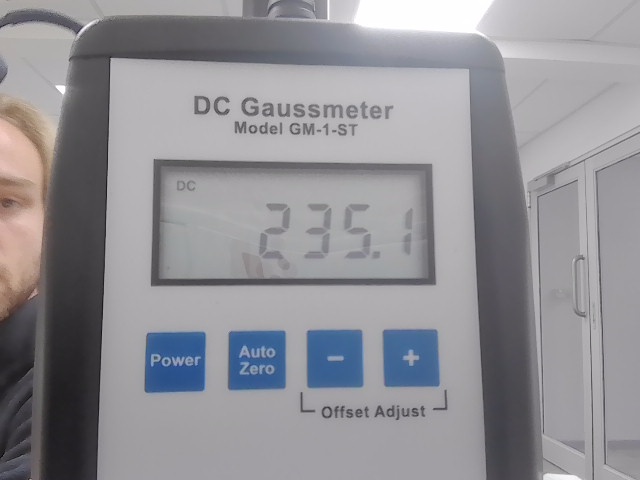 DC Gaussmeter
Model GM-1-ST
DC
235.1
Power
Auto
Zero
−
+
Offset Adjust